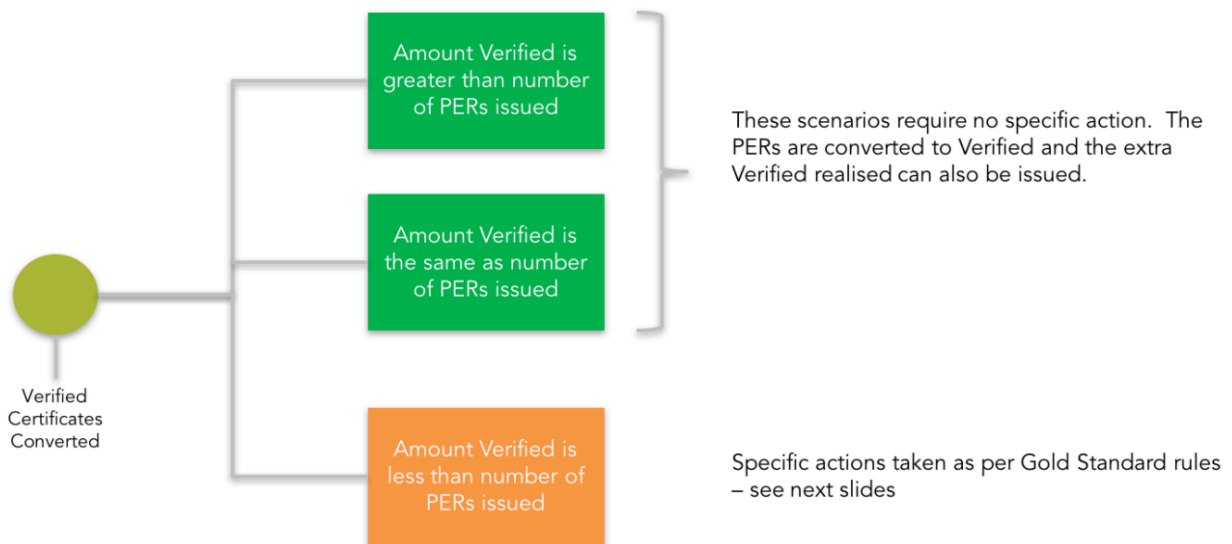 Amount Verified is
greater than number
of PERs issued
These scenarios require no specific action.  The
PERs are converted to Verified and the extra
Verified realised can also be issued.
Amount Verified is
the same as number
of PERs issued
Verified
Certificates
Converted
Amount Verified is
less than number of
PERs issued
Specific actions taken as per Gold Standard rules
– see next slides